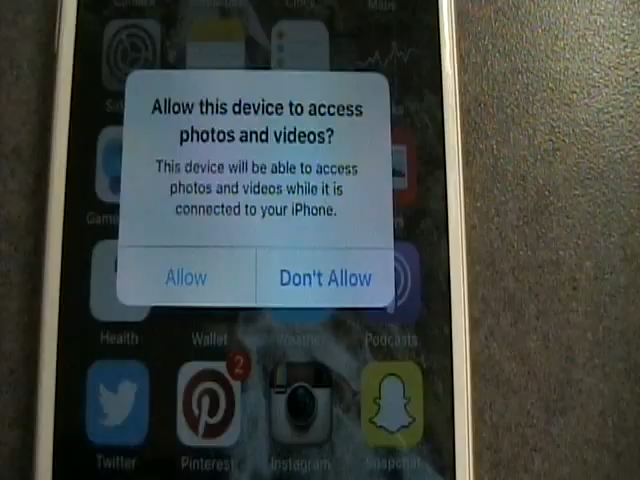 Allow this device to access
photos and videos?
This device will be able to access
photos and videos while it is
connected to your iPhone.
Allow Don't Allow
Health Wallet Weather Podcasts
2
Twitter Pinterest Instagram Snapchat